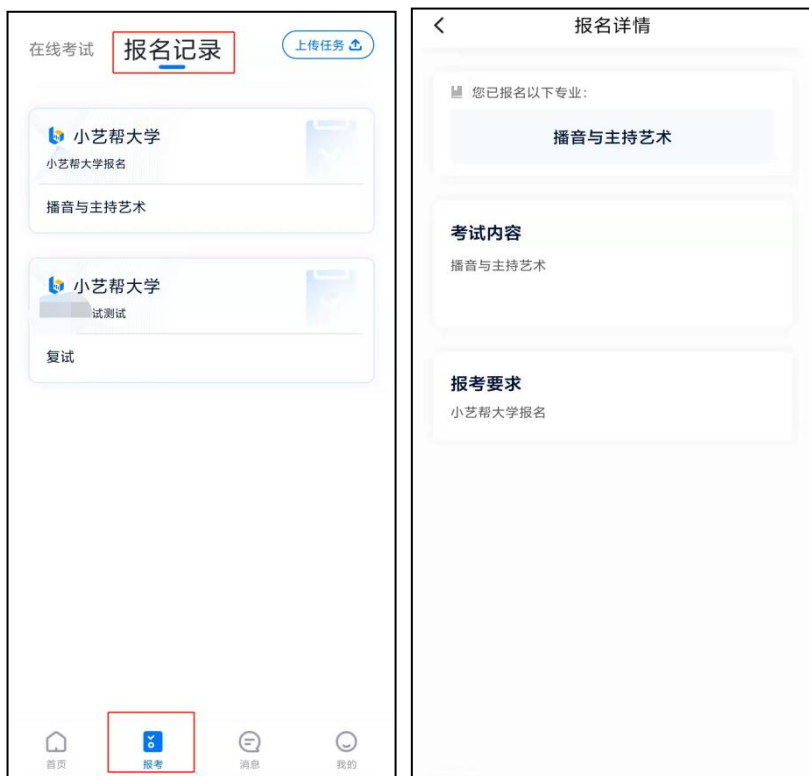 在线考试
报名记录
上传任务
小艺帮大学
小艺帮大学报名
播音与主持艺术
小艺帮大学
试测试
复试
首页
报考
消息
我的
报名详情
您已报名以下专业:
播音与主持艺术
考试内容
播音与主持艺术
报考要求
小艺帮大学报名